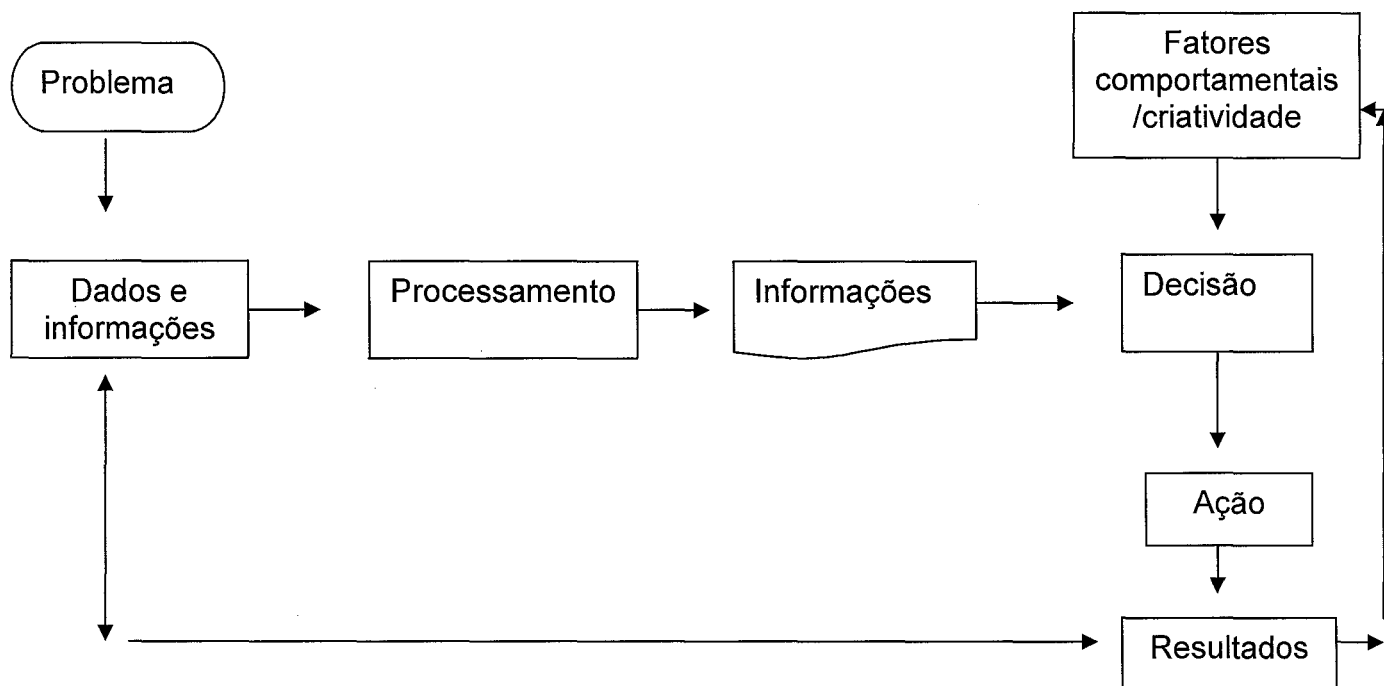 Problema
Fatores
comportamentais
/criatividade
Dados e
informações
Processamento
Informações
Decisão
Ação
Resultados